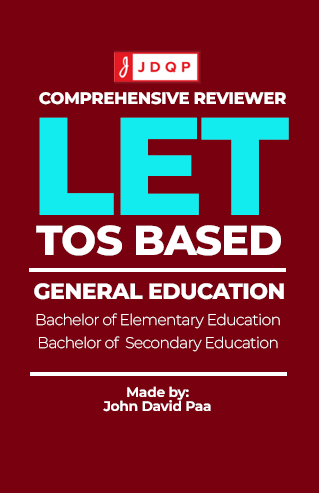 J JDQP
COMPREHENSIVE REVIEWER
LET
TOS BASED
GENERAL EDUCATION
Bachelor of Elementary Education
Bachelor of Secondary Education
Made by:
John David Paa